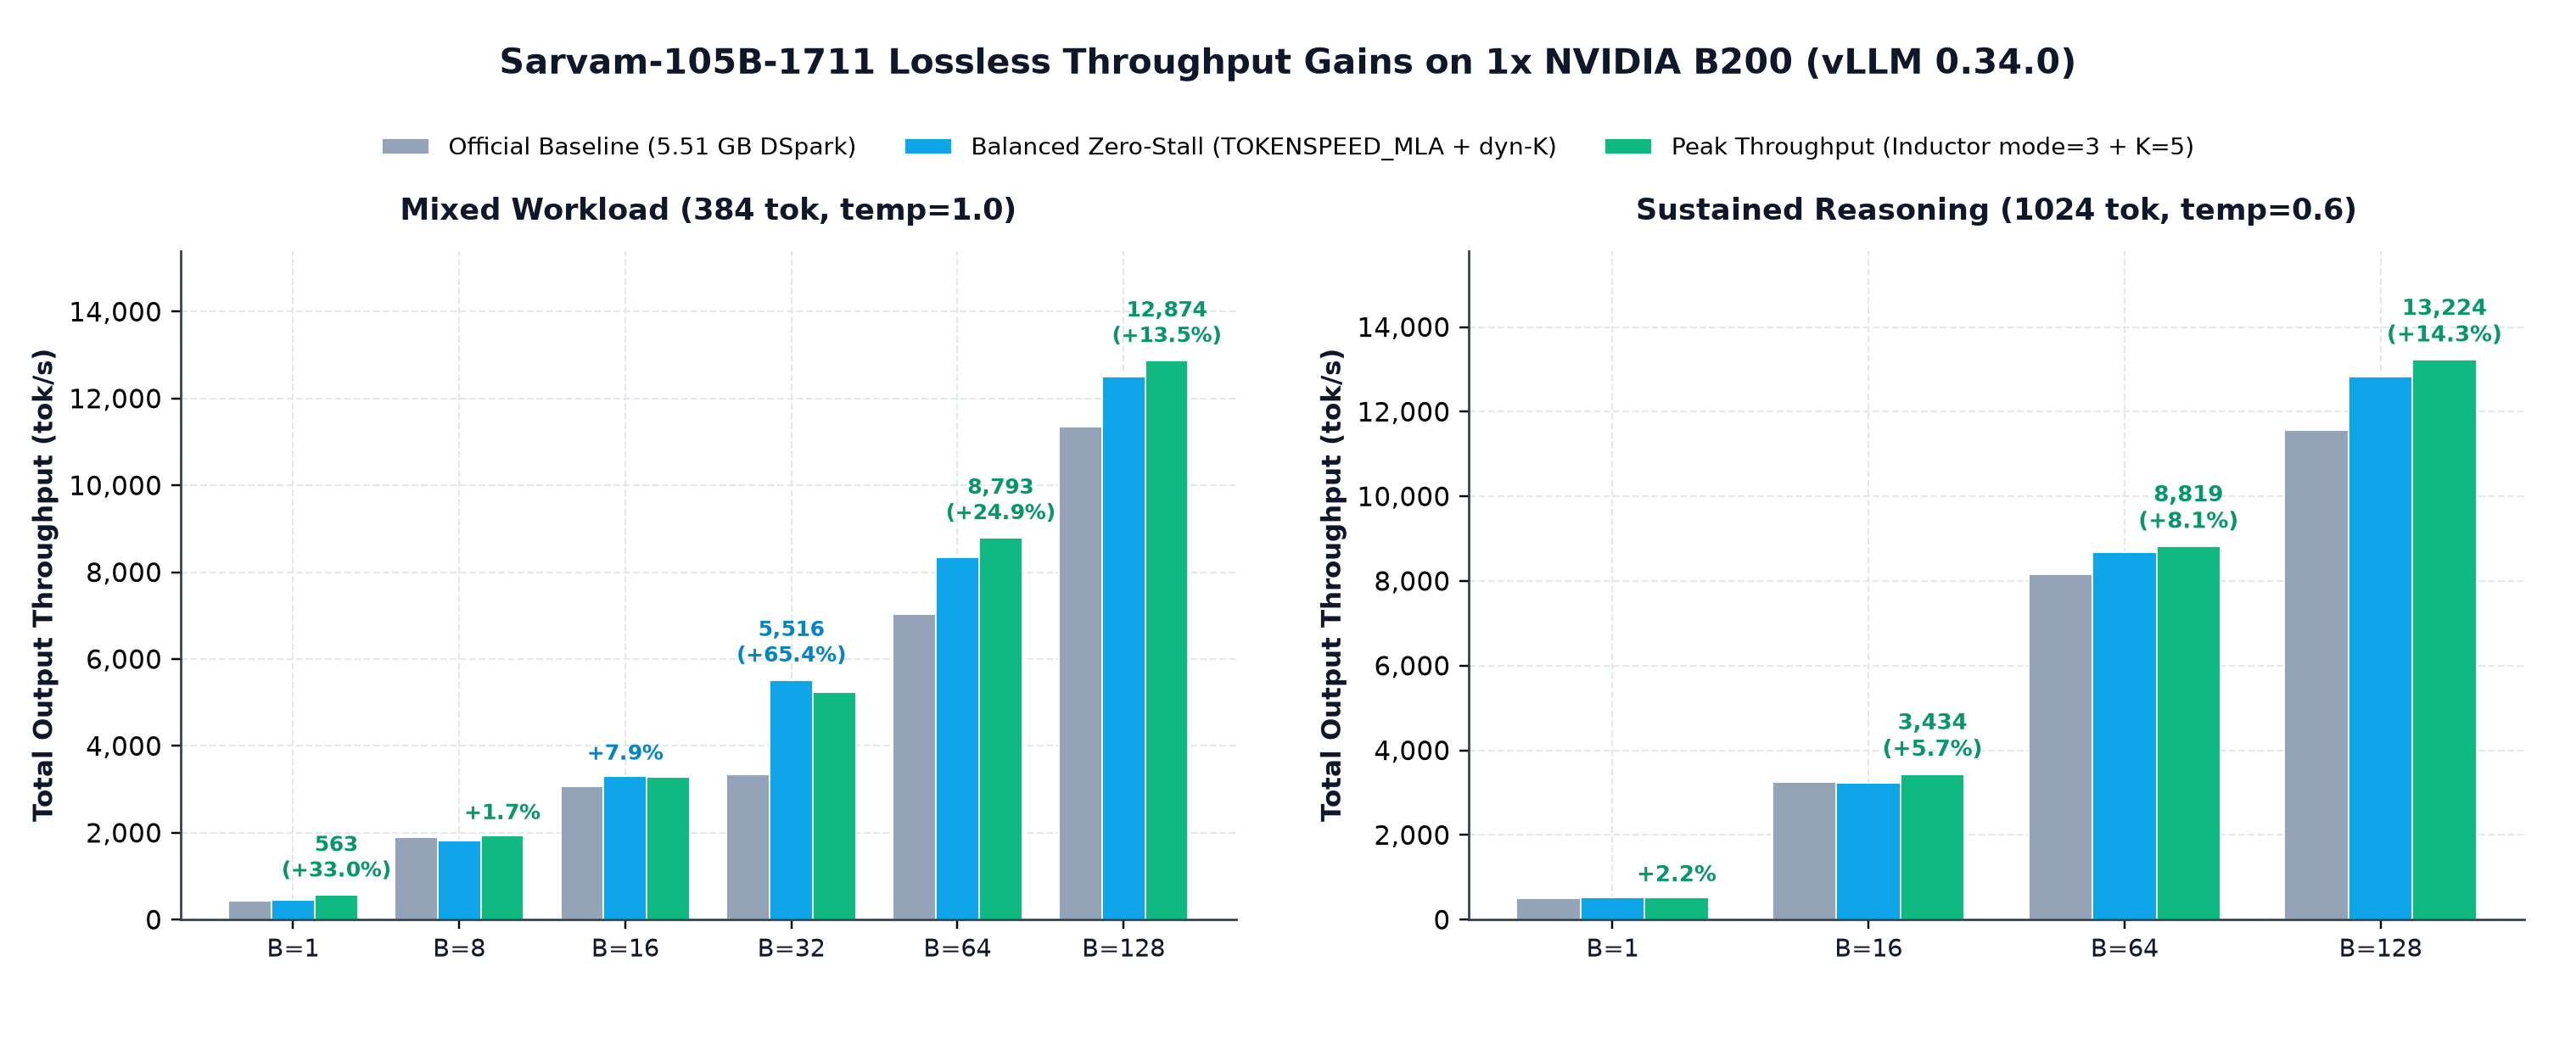 Sarvam-105B-1711 Lossless Throughput Gains on 1x NVIDIA B200 (vLLM 0.34.0)
Official Baseline (5.51 GB DSpark)
Balanced Zero-Stall (TOKENSPEED_MLA + dyn-K)
Peak Throughput (Inductor mode=3 + K=5)
Mixed Workload (384 tok, temp=1.0)
Total Output Throughput (tok/s)
14,000
12,000
10,000
8,000
6,000
4,000
2,000
0
563
(+33.0%)
+1.7%
+7.9%
5,516
(+65.4%)
8,793
(+24.9%)
12,874
(+13.5%)
B=1
B=8
B=16
B=32
B=64
B=128
Sustained Reasoning (1024 tok, temp=0.6)
Total Output Throughput (tok/s)
14,000
12,000
10,000
8,000
6,000
4,000
2,000
0
+2.2%
3,434
(+5.7%)
8,819
(+8.1%)
13,224
(+14.3%)
B=1
B=16
B=64
B=128